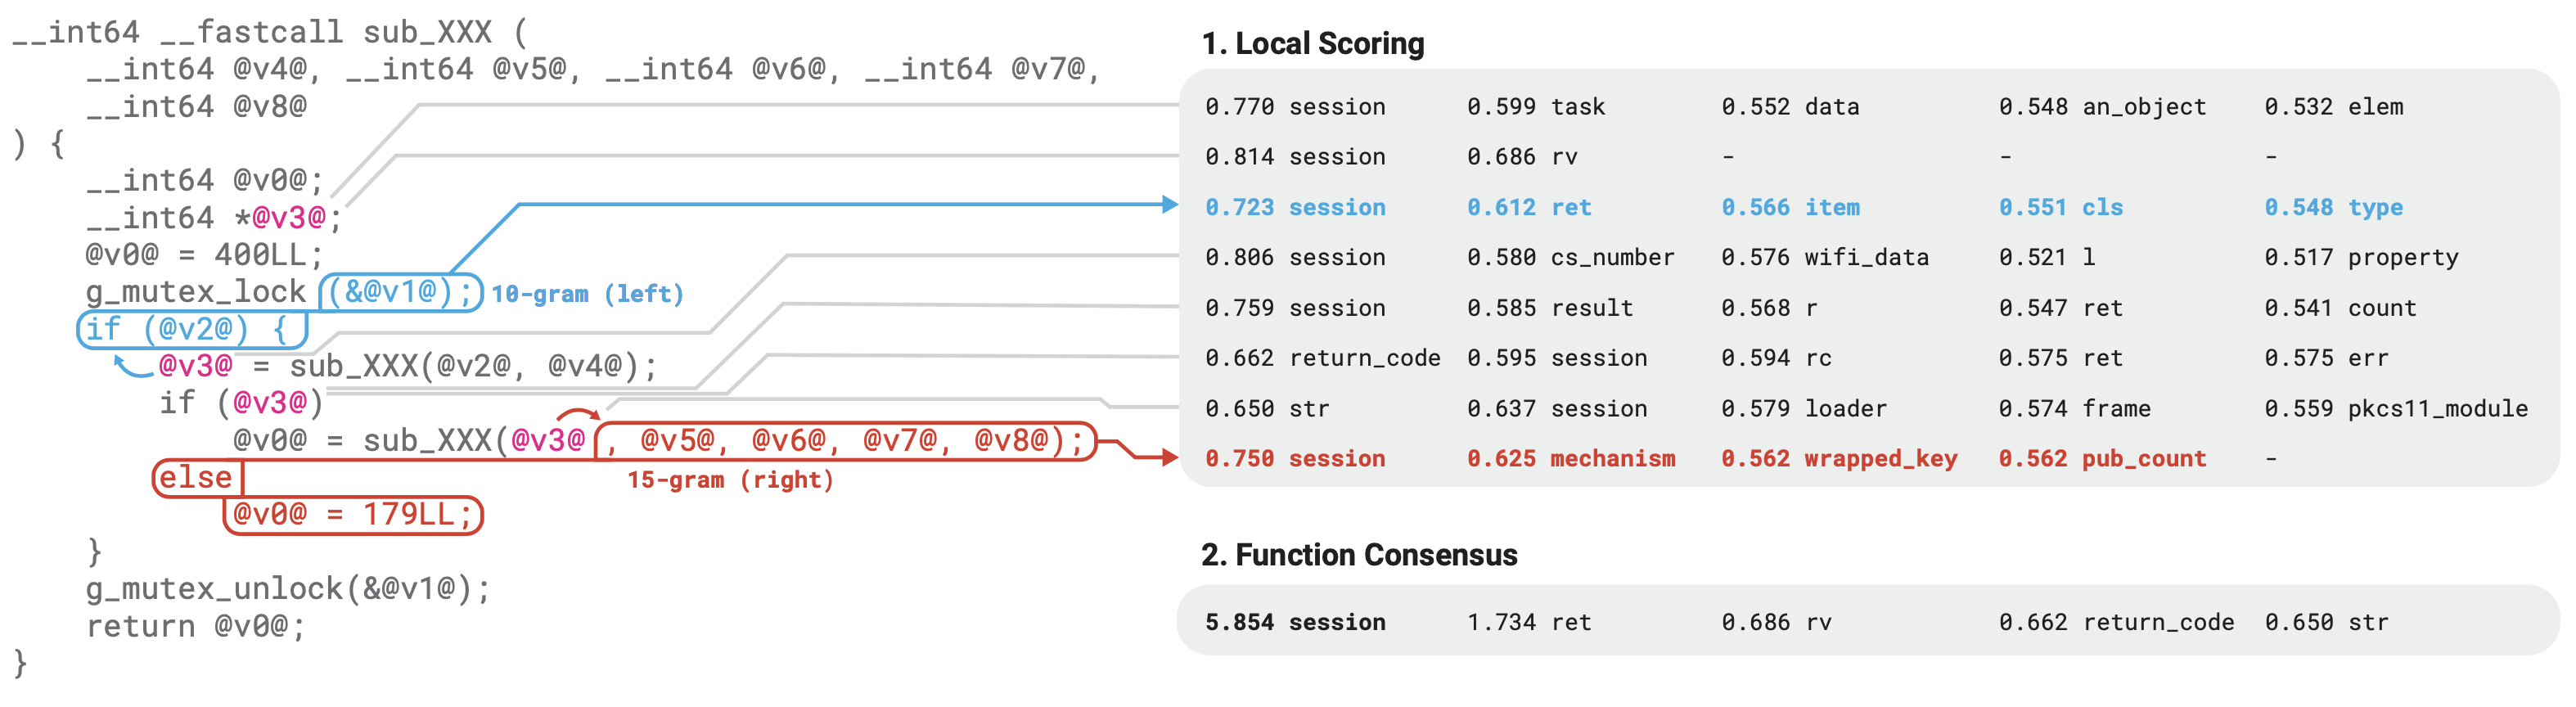 __int64 __fastcall sub_XXX (
__int64 @v4@, __int64 @v5@, __int64 @v6@, __int64 @v7@,
__int64 @v8@
) {
__int64 @v0@;
__int64 *@v3@;
@v0@ = 400LL;
g_mutex_lock (&@v1@); 10-gram (left)
if (@v2@) {
@v3@ = sub_XXX(@v2@, @v4@);
if (@v3@)
@v0@ = sub_XXX(@v3@ , @v5@, @v6@, @v7@, @v8@);
else
15-gram (right)
@v0@ = 179LL;
}
g_mutex_unlock(&@v1@);
return @v0@;
}
1. Local Scoring
0.770 session 0.599 task 0.552 data 0.548 an_object 0.532 elem
0.814 session 0.686 rv - - -
0.723 session 0.612 ret 0.566 item 0.551 cls 0.548 type
0.806 session 0.580 cs_number 0.576 wifi_data 0.521 l 0.517 property
0.759 session 0.585 result 0.568 r 0.547 ret 0.541 count
0.662 return_code 0.595 session 0.594 rc 0.575 ret 0.575 err
0.650 str 0.637 session 0.579 loader 0.574 frame 0.559 pkcs11_module
0.750 session 0.625 mechanism 0.562 wrapped_key 0.562 pub_count -
2. Function Consensus
5.854 session 1.734 ret 0.686 rv 0.662 return_code 0.650 str